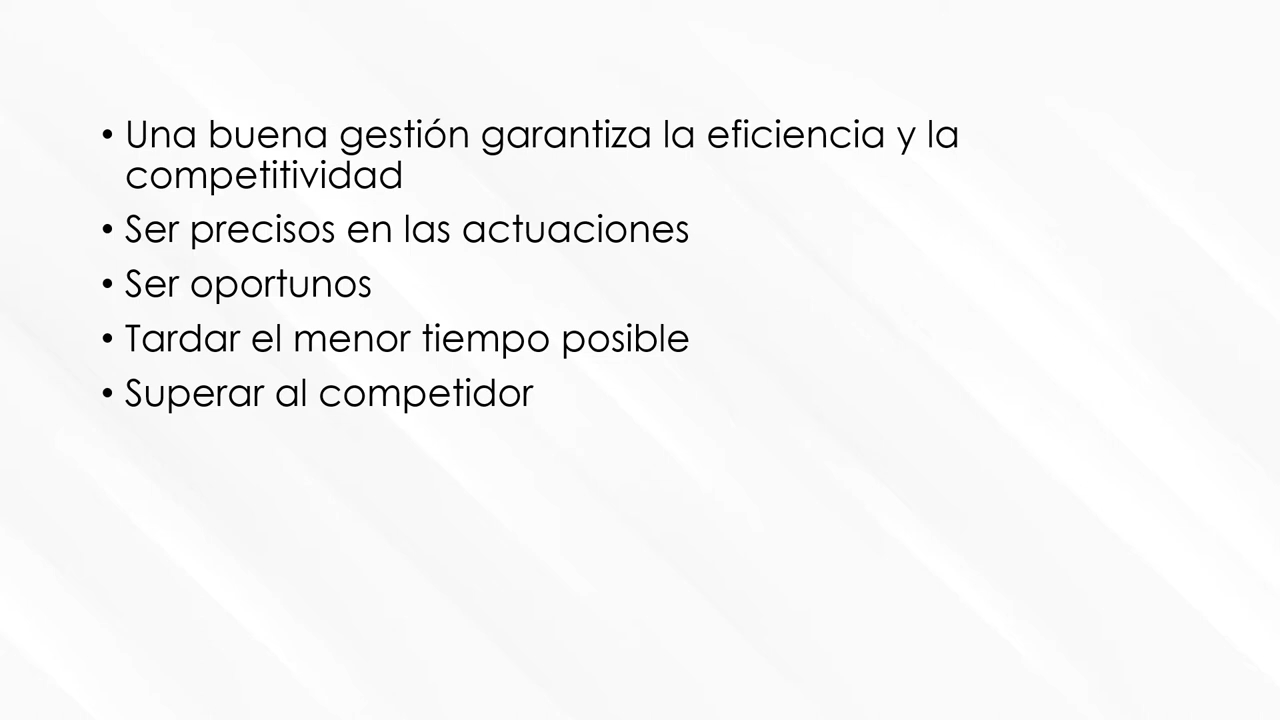 • Una buena gestión garantiza la eficiencia y la
competitividad
• Ser precisos en las actuaciones
• Ser oportunos
• Tardar el menor tiempo posible
• Superar al competidor